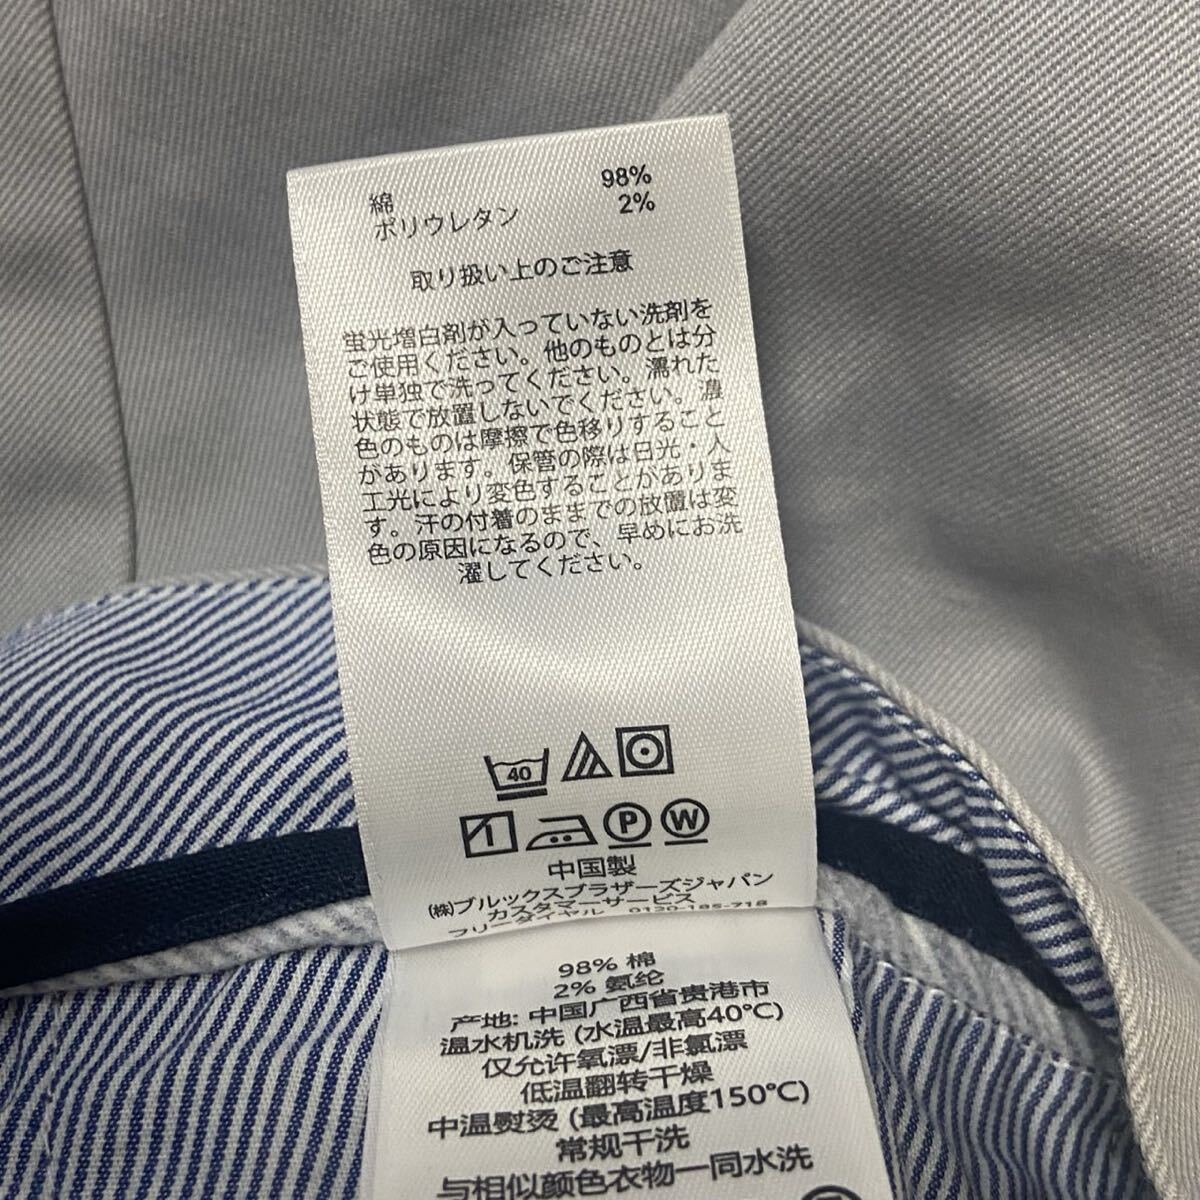 綿 98%
ポリウレタン 2%
取り扱い上のご注意
蛍光増白剤が入っていない洗剤を
ご使用ください。他のものとは分
け単独で洗ってください。濡れた
状態で放置しないでください。濃
色のものは摩擦で色移りすること
があります。保管の際は日光・人
工光により変色することがありま
す。汗の付着のままでの放置は変
色の原因になるので、早めにお洗
濯してください。
40
1 P W
中国製
(株)ブルックスブラザーズジャパン
カスタマーサービス
フリーダイヤル 0120-185-718
98% 棉
2% 氨纶
产地: 中国广西省贵港市
温水机洗 (水温最高40℃)
仅允许氧漂/非氯漂
低温翻转干燥
中温熨烫 (最高温度150℃)
常规干洗
与相似颜色衣物一同水洗